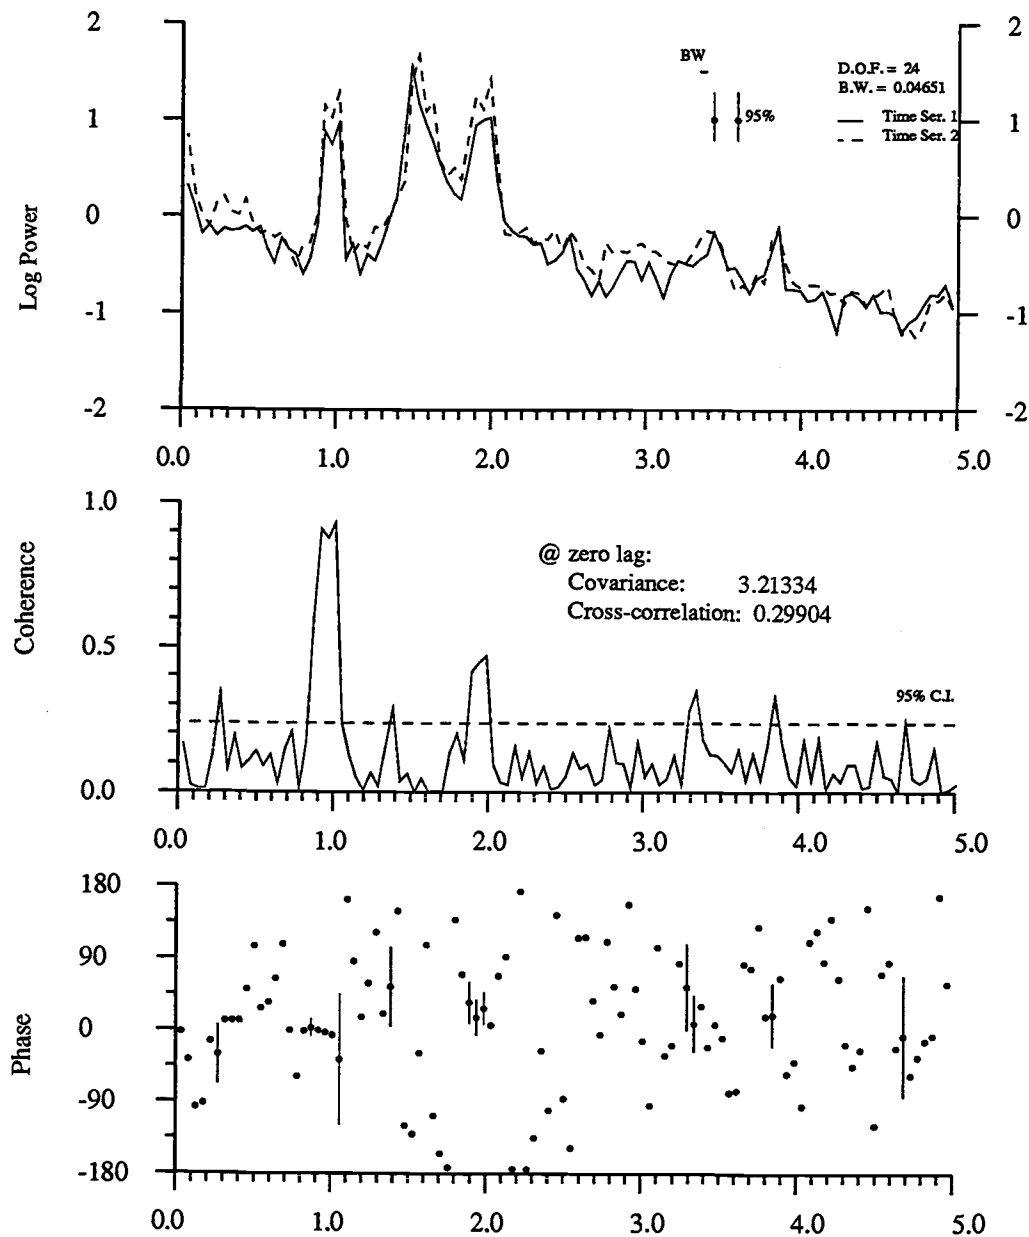 2
1
0
-1
-2
Log Power
2
1
0
-1
-2
BW
95%
D.O.F. = 24
B.W. = 0.04651
Time Ser. 1
Time Ser. 2
0.0 1.0 2.0 3.0 4.0 5.0
1.0
0.5
0.0
Coherence
@ zero lag:
Covariance: 3.21334
Cross-correlation: 0.29904
95% C.I.
0.0 1.0 2.0 3.0 4.0 5.0
180
90
0
-90
-180
Phase
0.0 1.0 2.0 3.0 4.0 5.0